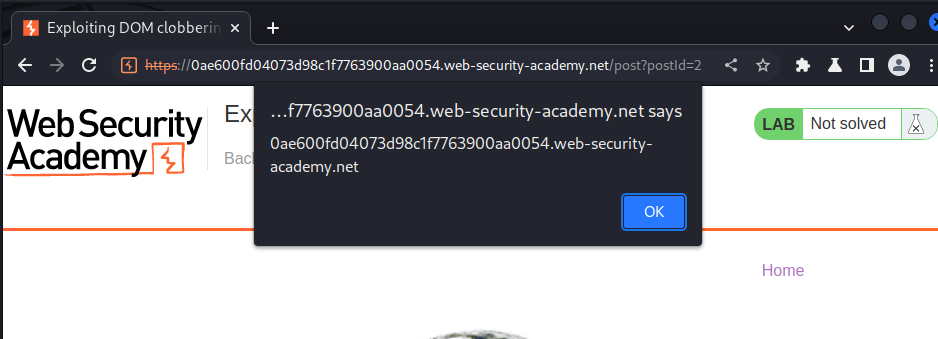 Exploiting DOM clobberin
https://0ae600fd04073d98c1f7763900aa0054.web-security-academy.net/post?postId=2
...f7763900aa0054.web-security-academy.net says
0ae600fd04073d98c1f7763900aa0054.web-security-
academy.net
OK
Web Security
Academy
Ex
Back
LAB Not solved
Home